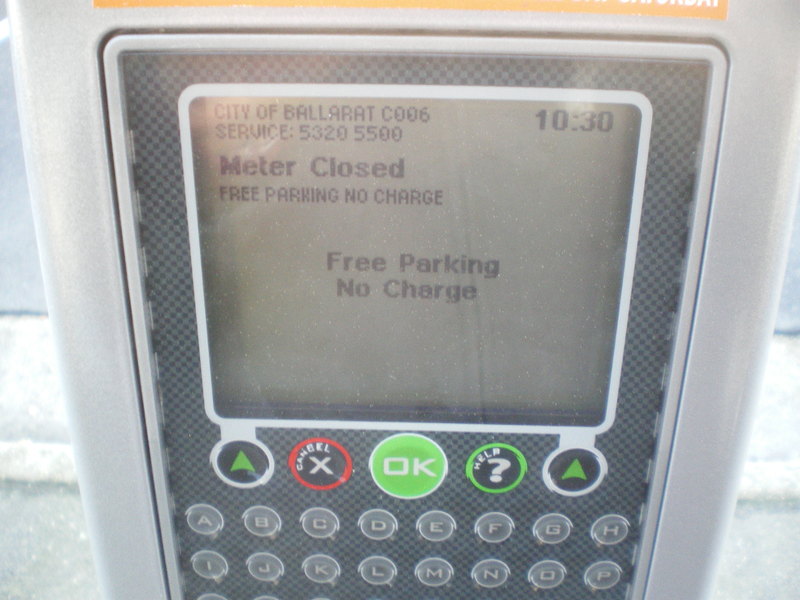 SATURDAY
CITY OF BALLARAT C006
10:30
SERVICE: 5320 5500
Meter Closed
FREE PARKING NO CHARGE
Free Parking
No Charge
CANCEL X
OK
HELP ?
A B C D E F G H
I J K L M N O P